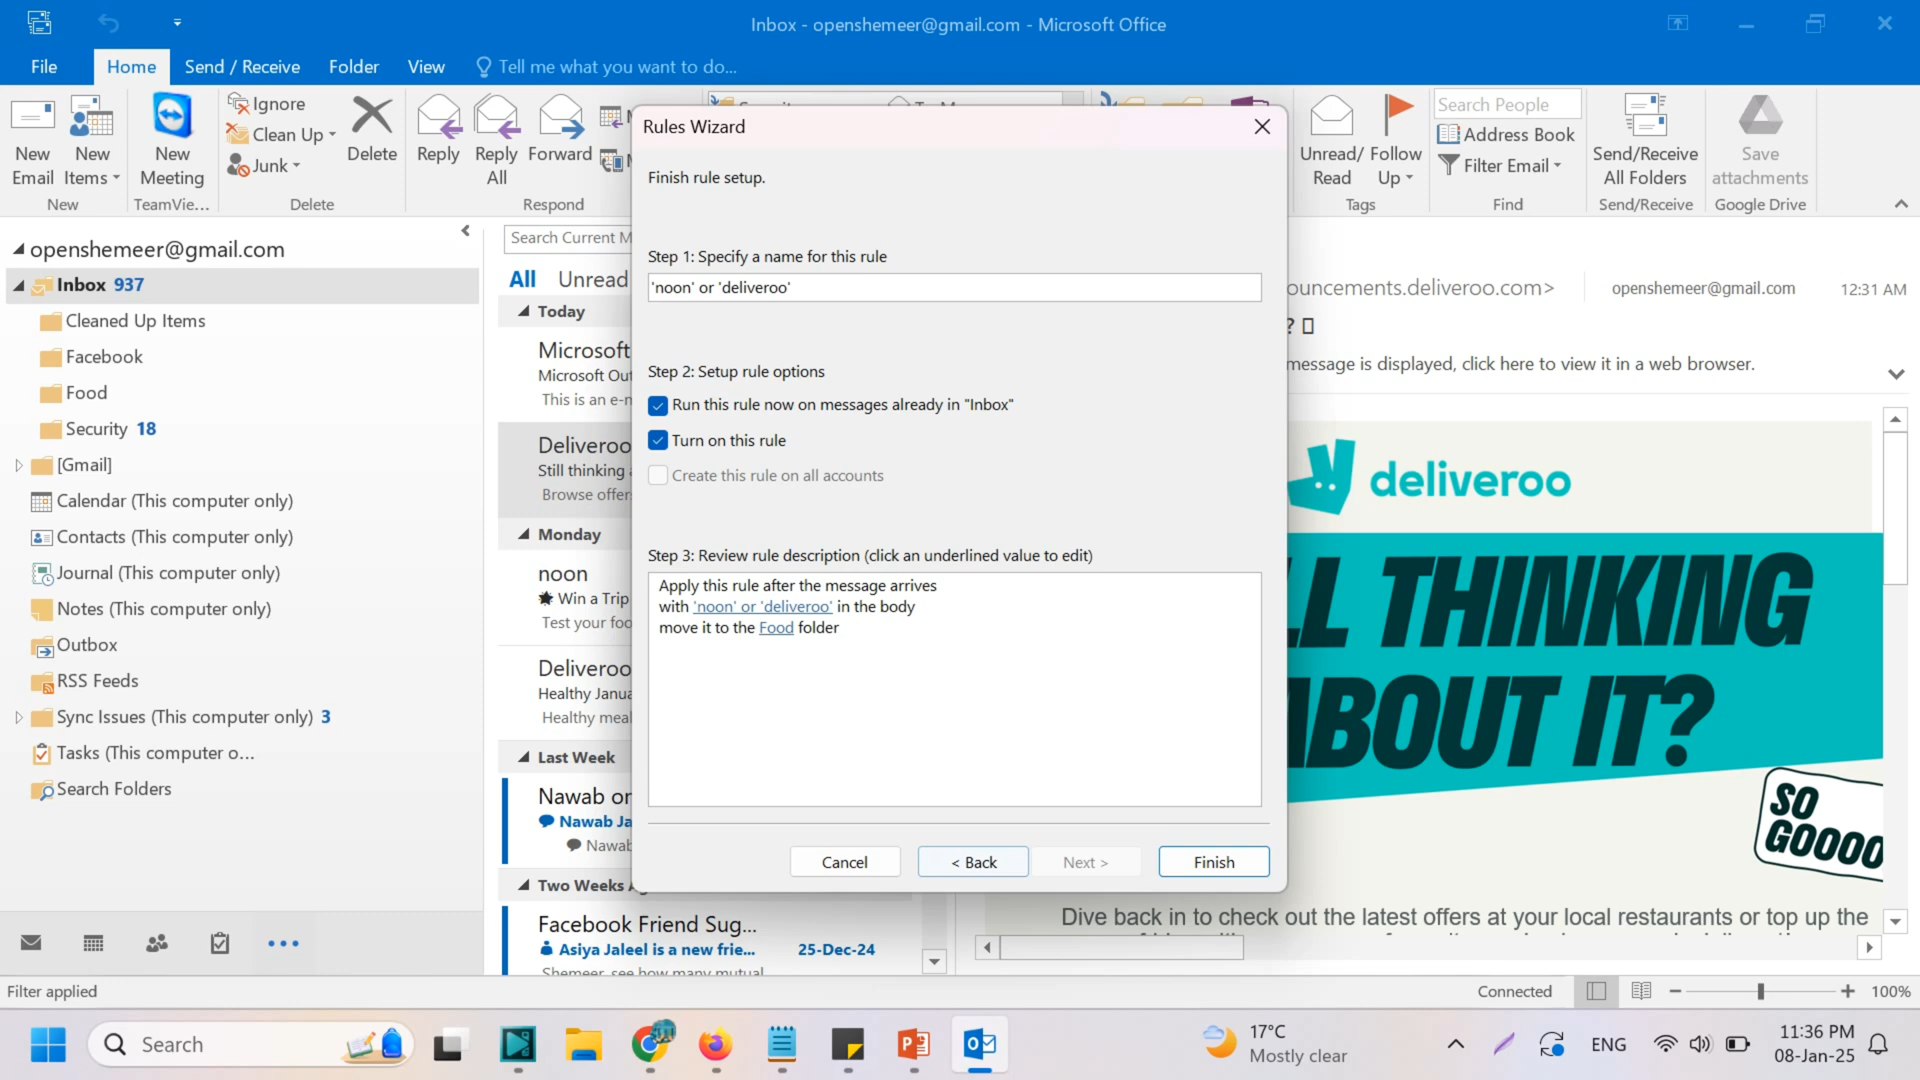 Inbox - openshemeer@gmail.com - Microsoft Office
File Home Send / Receive Folder View Tell me what you want to do...
New Email
New Items
New
New Meeting
TeamVie...
Ignore
Clean Up
Junk
Delete
Delete
Reply
Reply All
Forward
Respond
Unread/ Read
Follow Up
Tags
Search People
Address Book
Filter Email
Find
Send/Receive All Folders
Send/Receive
Save attachments
Google Drive
openshemeer@gmail.com
Inbox 937
Cleaned Up Items
Facebook
Food
Security 18
[Gmail]
Calendar (This computer only)
Contacts (This computer only)
Journal (This computer only)
Notes (This computer only)
Outbox
RSS Feeds
Sync Issues (This computer only) 3
Tasks (This computer o...
Search Folders
Search Current M
All Unread
Today
Microsoft
Microsoft Ou
This is an e-n
Deliveroo
Still thinking
Browse offer
Monday
noon
Win a Trip
Test your foo
Deliveroo
Healthy Janua
Healthy meal
Last Week
Nawab or
Nawab Ja
Nawab
Two Weeks
Facebook Friend Sug...
Asiya Jaleel is a new frie... 25-Dec-24
Shemeer, see how many mutual
Rules Wizard
Finish rule setup.
Step 1: Specify a name for this rule
'noon' or 'deliveroo'
Step 2: Setup rule options
Run this rule now on messages already in "Inbox"
Turn on this rule
Create this rule on all accounts
Step 3: Review rule description (click an underlined value to edit)
Apply this rule after the message arrives
with 'noon' or 'deliveroo' in the body
move it to the Food folder
Cancel < Back Next > Finish
ouncements.deliveroo.com> openshemeer@gmail.com 12:31 AM
?
message is displayed, click here to view it in a web browser.
deliveroo
LL THINKING
ABOUT IT?
SO
GOOOO
Dive back in to check out the latest offers at your local restaurants or top up the
Filter applied Connected 100%
Search
17°C
Mostly clear
ENG
11:36 PM
08-Jan-25